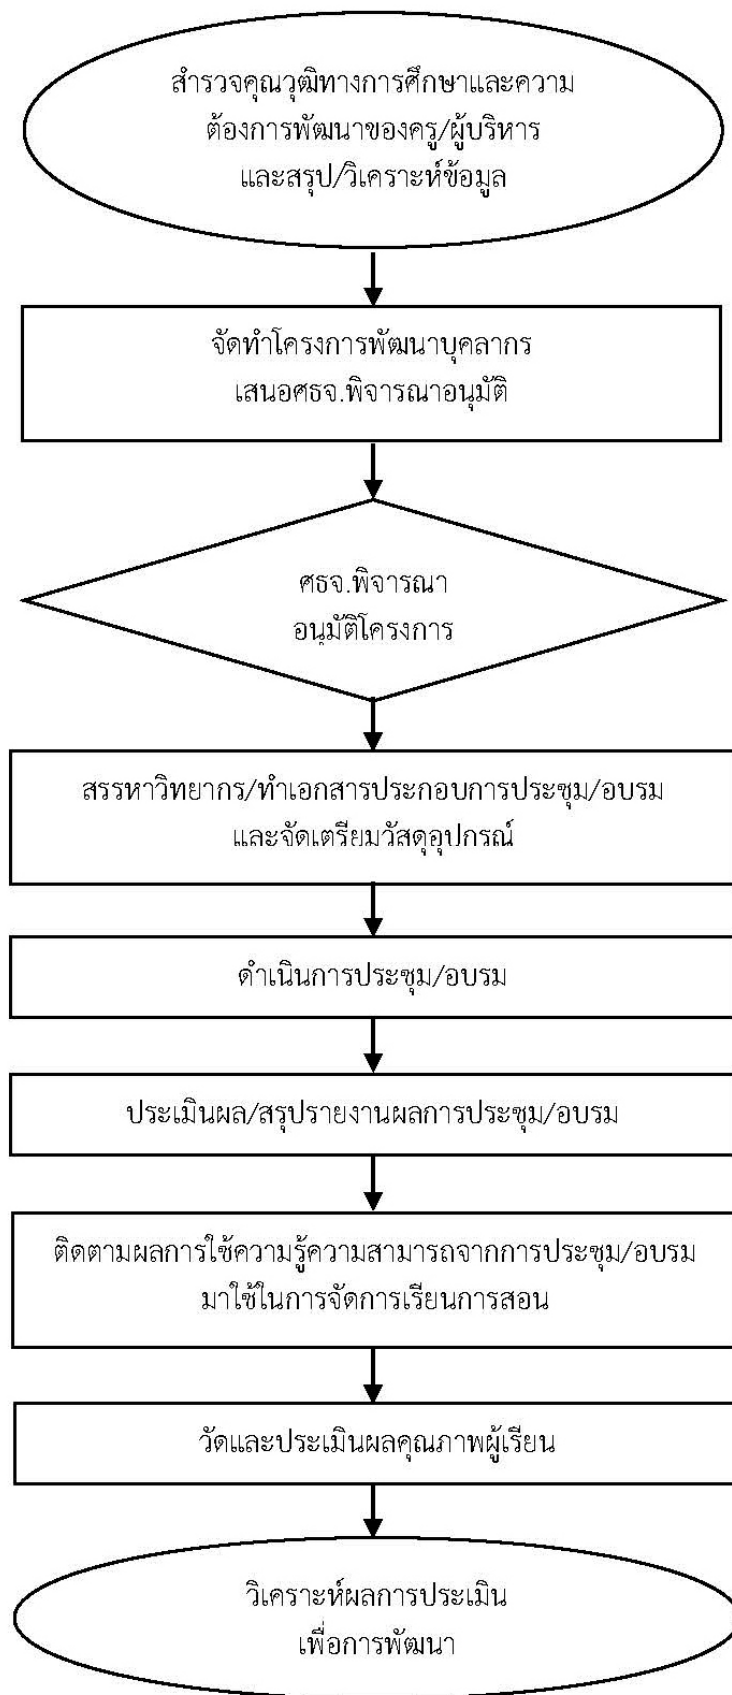 สำรวจคุณวุฒิทางการศึกษาและความ
ต้องการพัฒนาของครู/ผู้บริหาร
และสรุป/วิเคราะห์ข้อมูล
จัดทำโครงการพัฒนาบุคลากร
เสนอศธจ.พิจารณาอนุมัติ
ศธจ.พิจารณา
อนุมัติโครงการ
สรรหาวิทยากร/ทำเอกสารประกอบการประชุม/อบรม
และจัดเตรียมวัสดุอุปกรณ์
ดำเนินการประชุม/อบรม
ประเมินผล/สรุปรายงานผลการประชุม/อบรม
ติดตามผลการใช้ความรู้ความสามารถจากการประชุม/อบรม
มาใช้ในการจัดการเรียนการสอน
วัดและประเมินผลคุณภาพผู้เรียน
วิเคราะห์ผลการประเมิน
เพื่อการพัฒนา